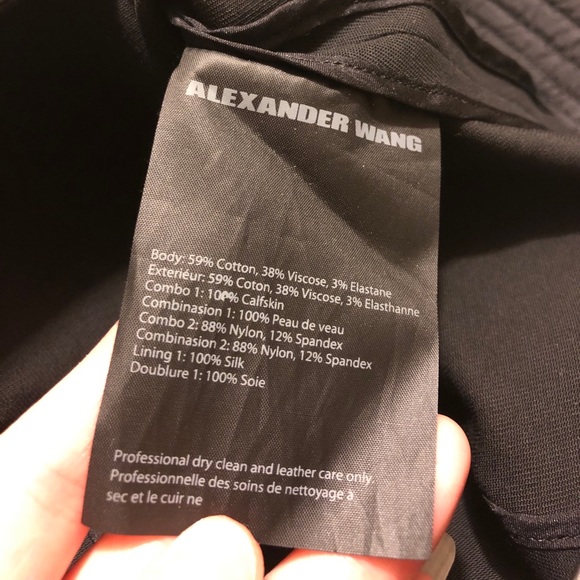 ALEXANDER WANG
Body: 59% Cotton, 38% Viscose, 3% Elastane
Exterieúr: 59% Coton, 38% Viscose, 3% Elasthanne
Combo 1: 100% Calfskin
Combinasion 1: 100% Peau de veau
Combo 2: 88% Nylon, 12% Spandex
Combinasion 2: 88% Nylon, 12% Spandex
Lining 1: 100% Silk
Doublure 1: 100% Soie
Professional dry clean and leather care only.
Professionnelle des soins de nettoyage à
sec et le cuir ne